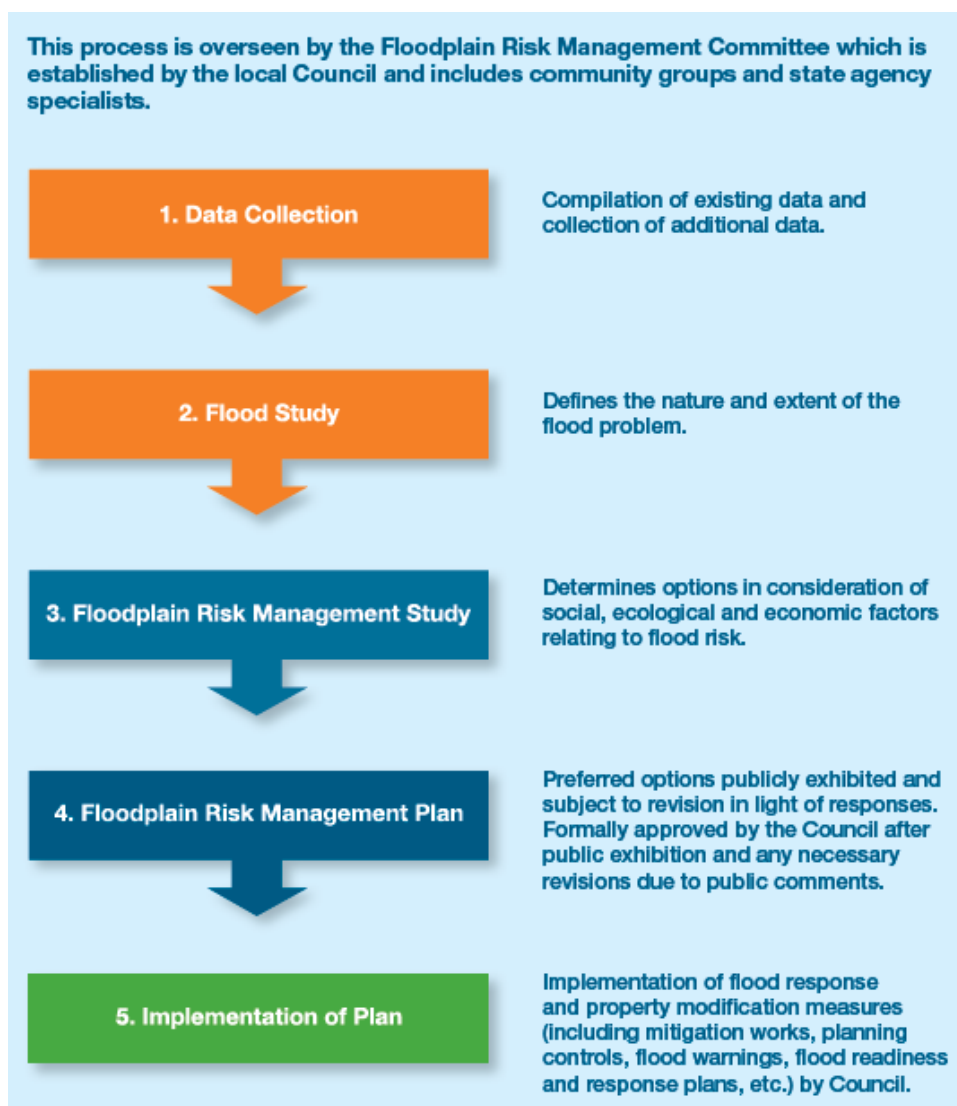 This process is overseen by the Floodplain Risk Management Committee which is
established by the local Council and includes community groups and state agency
specialists.
1. Data Collection
Compilation of existing data and
collection of additional data.
2. Flood Study
Defines the nature and extent of the
flood problem.
3. Floodplain Risk Management Study
Determines options in consideration of
social, ecological and economic factors
relating to flood risk.
4. Floodplain Risk Management Plan
Preferred options publicly exhibited and
subject to revision in light of responses.
Formally approved by the Council after
public exhibition and any necessary
revisions due to public comments.
5. Implementation of Plan
Implementation of flood response
and property modification measures
(including mitigation works, planning
controls, flood warnings, flood readiness
and response plans, etc.) by Council.